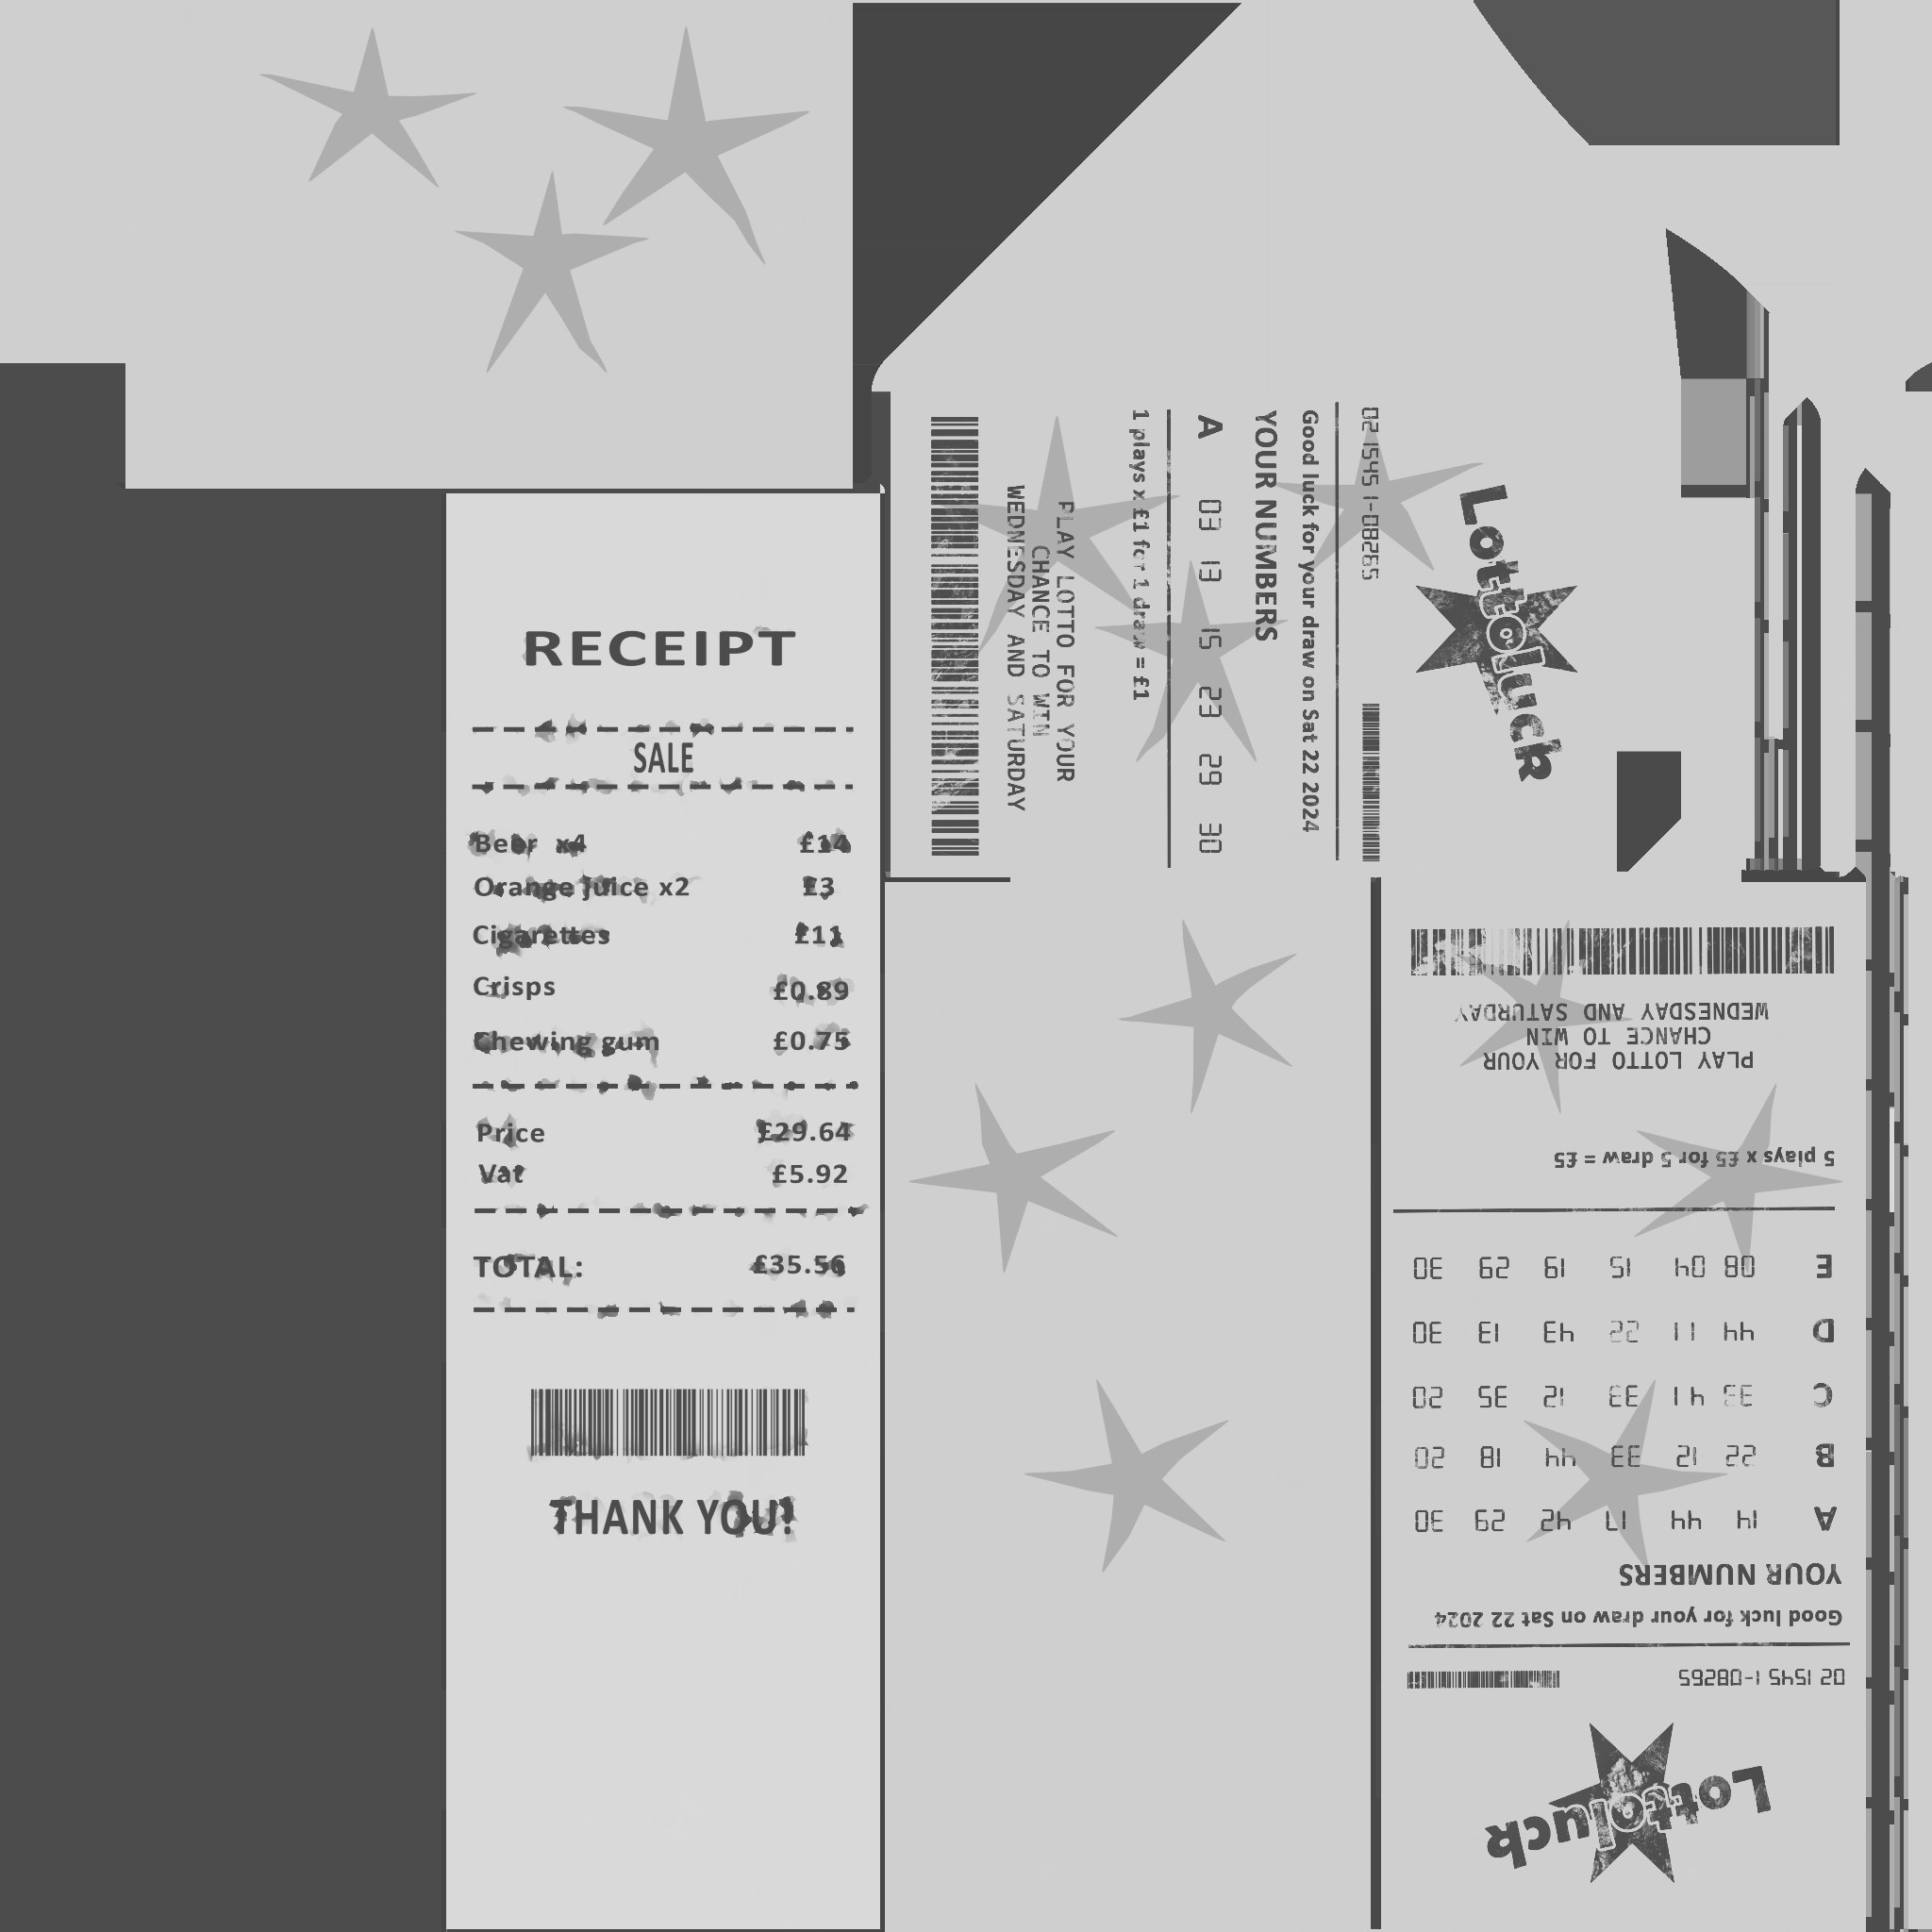 RECEIPT
SALE
Beer x4 £14
Orange Juice x2 £3
Cigarettes £11
Crisps £0.89
Chewing gum £0.75
Price £29.64
Vat £5.92
TOTAL: £35.56
THANK YOU!
Lottoluck
02 1545 1-08265
Good luck for your draw on Sat 22 2024
YOUR NUMBERS
A 03 13 15 23 29 30
1 plays x £1 for 1 draw = £1
PLAY LOTTO FOR YOUR
CHANCE TO WIN
WEDNESDAY AND SATURDAY
Lottoluck
02 1545 1-08265
Good luck for your draw on Sat 22 2024
YOUR NUMBERS
A 14 44 17 42 29 30
B 22 12 33 44 18 20
C 33 41 33 12 35 20
D 44 11 22 43 13 30
E 08 04 15 19 29 30
5 plays x £5 for 5 draw = £5
PLAY LOTTO FOR YOUR
CHANCE TO WIN
WEDNESDAY AND SATURDAY